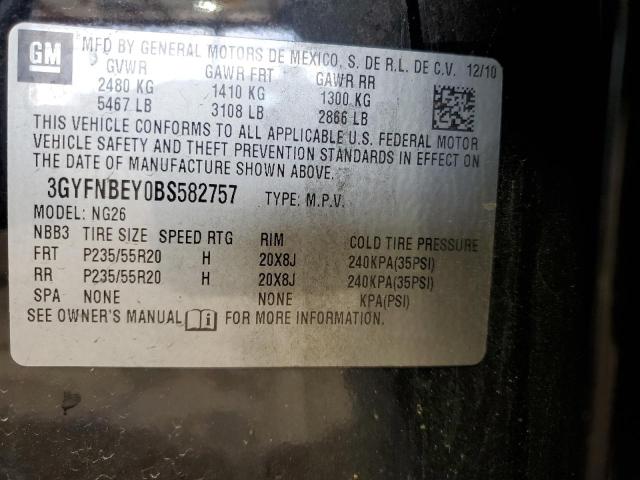 GM
MFD BY GENERAL MOTORS DE MEXICO, S. DE R.L. DE C.V. 12/10
GVWR GAWR FRT GAWR RR
2480 KG 1410 KG 1300 KG
5467 LB 3108 LB 2866 LB
THIS VEHICLE CONFORMS TO ALL APPLICABLE U.S. FEDERAL MOTOR
VEHICLE SAFETY AND THEFT PREVENTION STANDARDS IN EFFECT ON
THE DATE OF MANUFACTURE SHOWN ABOVE.
3GYFNBEY0BS582757 TYPE: M.P.V.
MODEL: NG26
NBB3 TIRE SIZE SPEED RTG RIM COLD TIRE PRESSURE
FRT P235/55R20 H 20X8J 240KPA(35PSI)
RR P235/55R20 H 20X8J 240KPA(35PSI)
SPA NONE NONE KPA(PSI)
SEE OWNER'S MANUAL i FOR MORE INFORMATION.